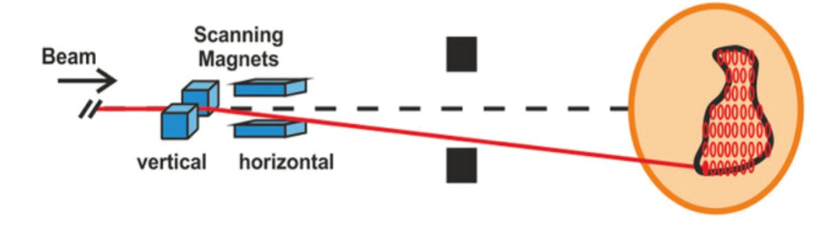 Scanning
Magnets
Beam
vertical
horizontal